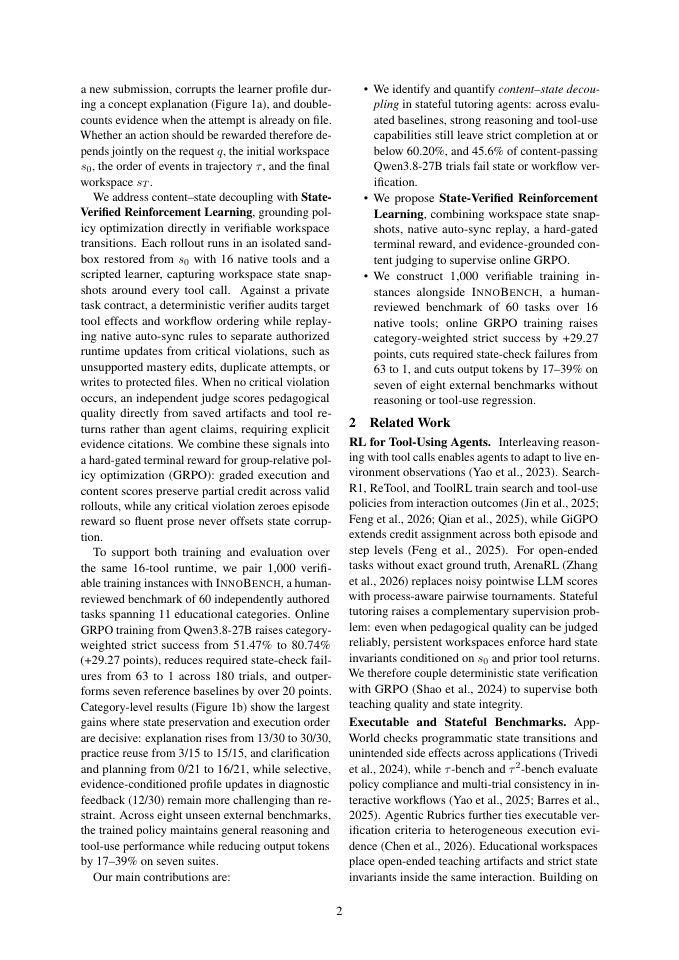 a new submission, corrupts the learner profile dur-
ing a concept explanation (Figure 1a), and double-
counts evidence when the attempt is already on file.
Whether an action should be rewarded therefore de-
pends jointly on the request q, the initial workspace
s0, the order of events in trajectory τ, and the final
workspace sT.
We address content–state decoupling with State-
Verified Reinforcement Learning, grounding pol-
icy optimization directly in verifiable workspace
transitions. Each rollout runs in an isolated sand-
box restored from s0 with 16 native tools and a
scripted learner, capturing workspace state snap-
shots around every tool call. Against a private
task contract, a deterministic verifier audits target
tool effects and workflow ordering while replay-
ing native auto-sync rules to separate authorized
runtime updates from critical violations, such as
unsupported mastery edits, duplicate attempts, or
writes to protected files. When no critical violation
occurs, an independent judge scores pedagogical
quality directly from saved artifacts and tool re-
turns rather than agent claims, requiring explicit
evidence citations. We combine these signals into
a hard-gated terminal reward for group-relative pol-
icy optimization (GRPO): graded execution and
content scores preserve partial credit across valid
rollouts, while any critical violation zeroes episode
reward so fluent prose never offsets state corrup-
tion.
To support both training and evaluation over
the same 16-tool runtime, we pair 1,000 verifi-
able training instances with INNOBENCH, a human-
reviewed benchmark of 60 independently authored
tasks spanning 11 educational categories. Online
GRPO training from Qwen3.8-27B raises category-
weighted strict success from 51.47% to 80.74%
(+29.27 points), reduces required state-check fail-
ures from 63 to 1 across 180 trials, and outper-
forms seven reference baselines by over 20 points.
Category-level results (Figure 1b) show the largest
gains where state preservation and execution order
are decisive: explanation rises from 13/30 to 30/30,
practice reuse from 3/15 to 15/15, and clarification
and planning from 0/21 to 16/21, while selective,
evidence-conditioned profile updates in diagnostic
feedback (12/30) remain more challenging than re-
straint. Across eight unseen external benchmarks,
the trained policy maintains general reasoning and
tool-use performance while reducing output tokens
by 17–39% on seven suites.
Our main contributions are:
• We identify and quantify content–state decou-
pling in stateful tutoring agents: across evalu-
ated baselines, strong reasoning and tool-use
capabilities still leave strict completion at or
below 60.20%, and 45.6% of content-passing
Qwen3.8-27B trials fail state or workflow ver-
ification.
• We propose State-Verified Reinforcement
Learning, combining workspace state snap-
shots, native auto-sync replay, a hard-gated
terminal reward, and evidence-grounded con-
tent judging to supervise online GRPO.
• We construct 1,000 verifiable training in-
stances alongside INNOBENCH, a human-
reviewed benchmark of 60 tasks over 16
native tools; online GRPO training raises
category-weighted strict success by +29.27
points, cuts required state-check failures from
63 to 1, and cuts output tokens by 17–39% on
seven of eight external benchmarks without
reasoning or tool-use regression.
2 Related Work
RL for Tool-Using Agents. Interleaving reason-
ing with tool calls enables agents to adapt to live en-
vironment observations (Yao et al., 2023). Search-
R1, ReTool, and ToolRL train search and tool-use
policies from interaction outcomes (Jin et al., 2025;
Feng et al., 2026; Qian et al., 2025), while GiGPO
extends credit assignment across both episode and
step levels (Feng et al., 2025). For open-ended
tasks without exact ground truth, ArenaRL (Zhang
et al., 2026) replaces noisy pointwise LLM scores
with process-aware pairwise tournaments. Stateful
tutoring raises a complementary supervision prob-
lem: even when pedagogical quality can be judged
reliably, persistent workspaces enforce hard state
invariants conditioned on s0 and prior tool returns.
We therefore couple deterministic state verification
with GRPO (Shao et al., 2024) to supervise both
teaching quality and state integrity.
Executable and Stateful Benchmarks. App-
World checks programmatic state transitions and
unintended side effects across applications (Trivedi
et al., 2024), while τ-bench and τ²-bench evaluate
policy compliance and multi-trial consistency in in-
teractive workflows (Yao et al., 2025; Barres et al.,
2025). Agentic Rubrics further ties executable ver-
ification criteria to heterogeneous execution evi-
dence (Chen et al., 2026). Educational workspaces
place open-ended teaching artifacts and strict state
invariants inside the same interaction. Building on
2